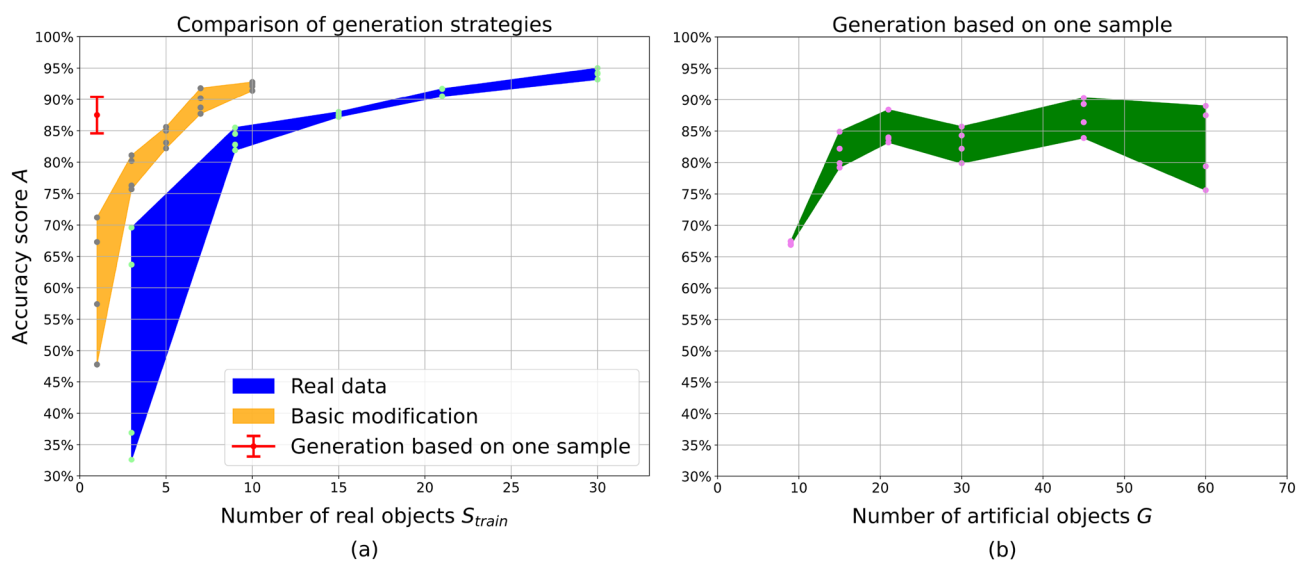 Comparison of generation strategies
100%
95%
90%
85%
80%
75%
70%
65%
60%
55%
50%
45%
40%
35%
30%
Accuracy score A
Real data
Basic modification
Generation based on one sample
0 5 10 15 20 25 30
Number of real objects S_train
(a)
Generation based on one sample
100%
95%
90%
85%
80%
75%
70%
65%
60%
55%
50%
45%
40%
35%
30%
0 10 20 30 40 50 60 70
Number of artificial objects G
(b)